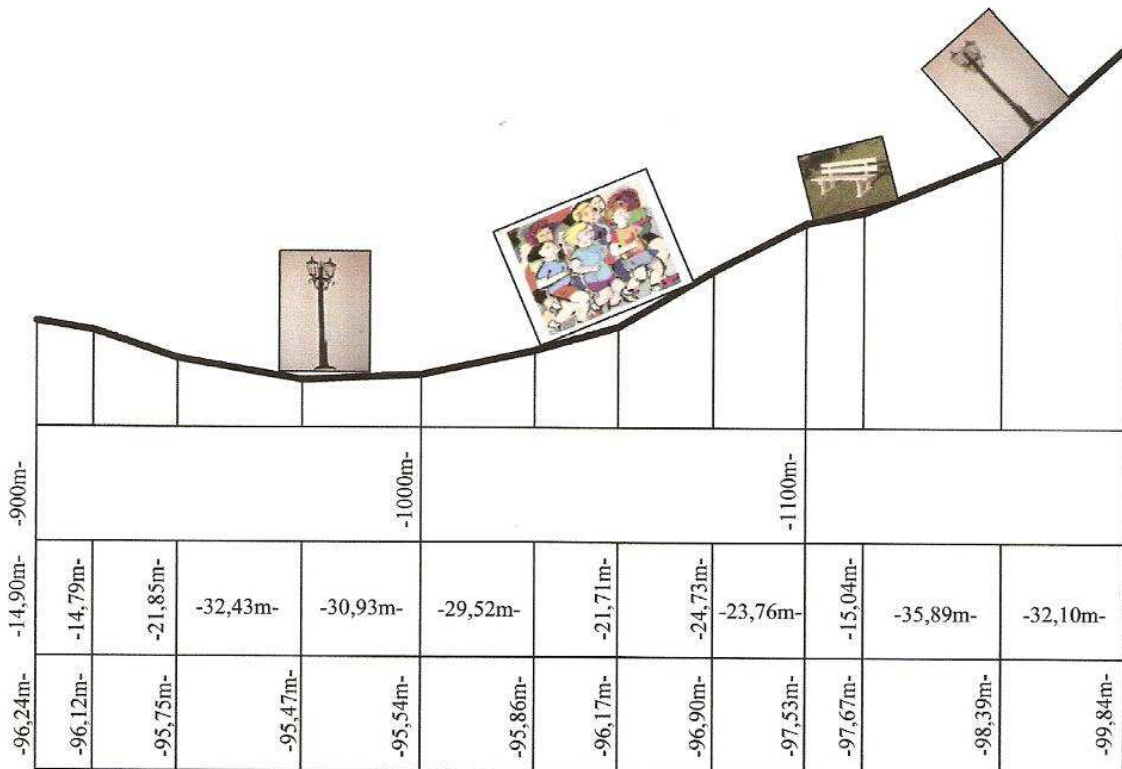 -900m-
-1000m-
-1100m-
-14,90m-
-14,79m-
-21,85m-
-32,43m-
-30,93m-
-29,52m-
-21,71m-
-24,73m-
-23,76m-
-15,04m-
-35,89m-
-32,10m-
-96,24m-
-96,12m-
-95,75m-
-95,47m-
-95,54m-
-95,86m-
-96,17m-
-96,90m-
-97,53m-
-97,67m-
-98,39m-
-99,84m-